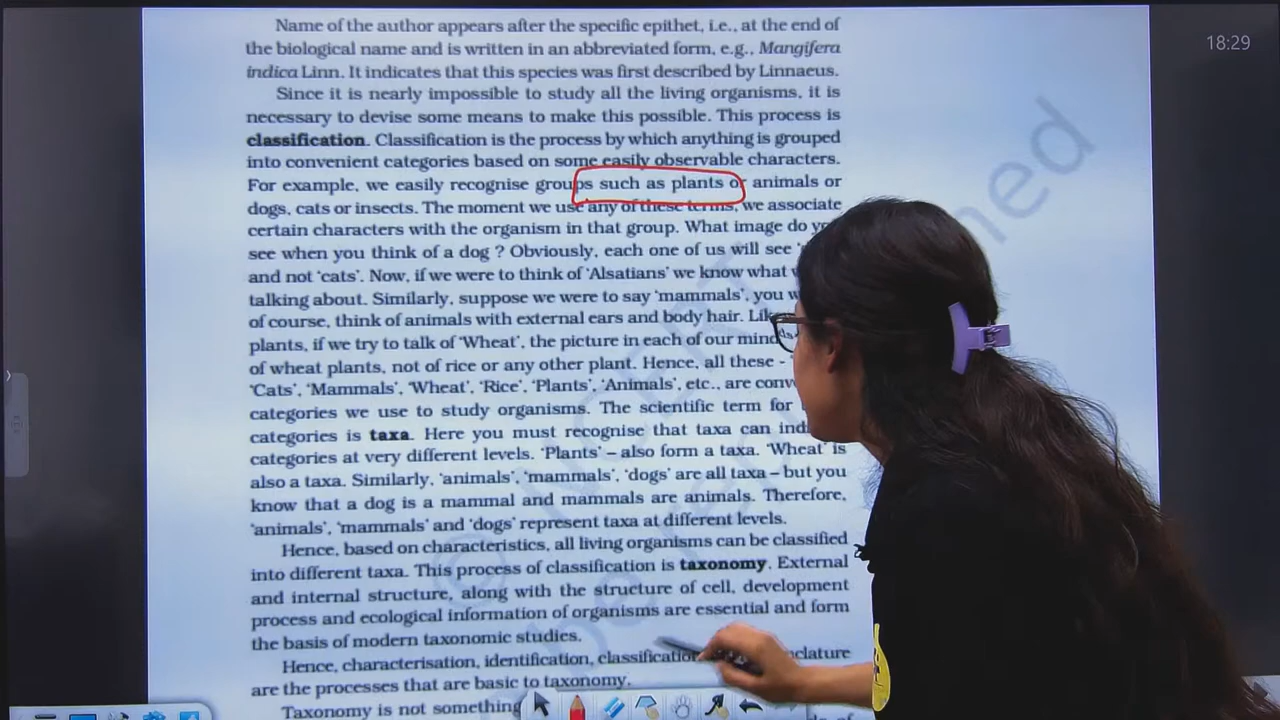 18:29
Name of the author appears after the specific epithet, i.e., at the end of
the biological name and is written in an abbreviated form, e.g., Mangifera
indica Linn. It indicates that this species was first described by Linnaeus.
Since it is nearly impossible to study all the living organisms, it is
necessary to devise some means to make this possible. This process is
classification. Classification is the process by which anything is grouped
into convenient categories based on some easily observable characters.
For example, we easily recognise groups such as plants or animals or
dogs, cats or insects. The moment we use any of these terms, we associate
certain characters with the organism in that group. What image do
see when you think of a dog ? Obviously, each one of us will see
and not 'cats'. Now, if we were to think of 'Alsatians' we know what
talking about. Similarly, suppose we were to say 'mammals', you
of course, think of animals with external ears and body hair.
plants, if we try to talk of 'Wheat', the picture in each of our
of wheat plants, not of rice or any other plant. Hence, all these -
'Cats', 'Mammals', 'Wheat', 'Rice', 'Plants', 'Animals', etc., are
categories we use to study organisms. The scientific term for
categories is taxa. Here you must recognise that taxa can
categories at very different levels. 'Plants' – also form a taxa. 'Wheat' is
also a taxa. Similarly, 'animals', 'mammals', 'dogs' are all taxa – but you
know that a dog is a mammal and mammals are animals. Therefore,
'animals', 'mammals' and 'dogs' represent taxa at different levels.
Hence, based on characteristics, all living organisms can be classified
into different taxa. This process of classification is taxonomy. External
and internal structure, along with the structure of cell, development
process and ecological information of organisms are essential and form
the basis of modern taxonomic studies.
Hence, characterisation, identification, classification
are the processes that are basic to taxonomy.
Taxonomy is not something